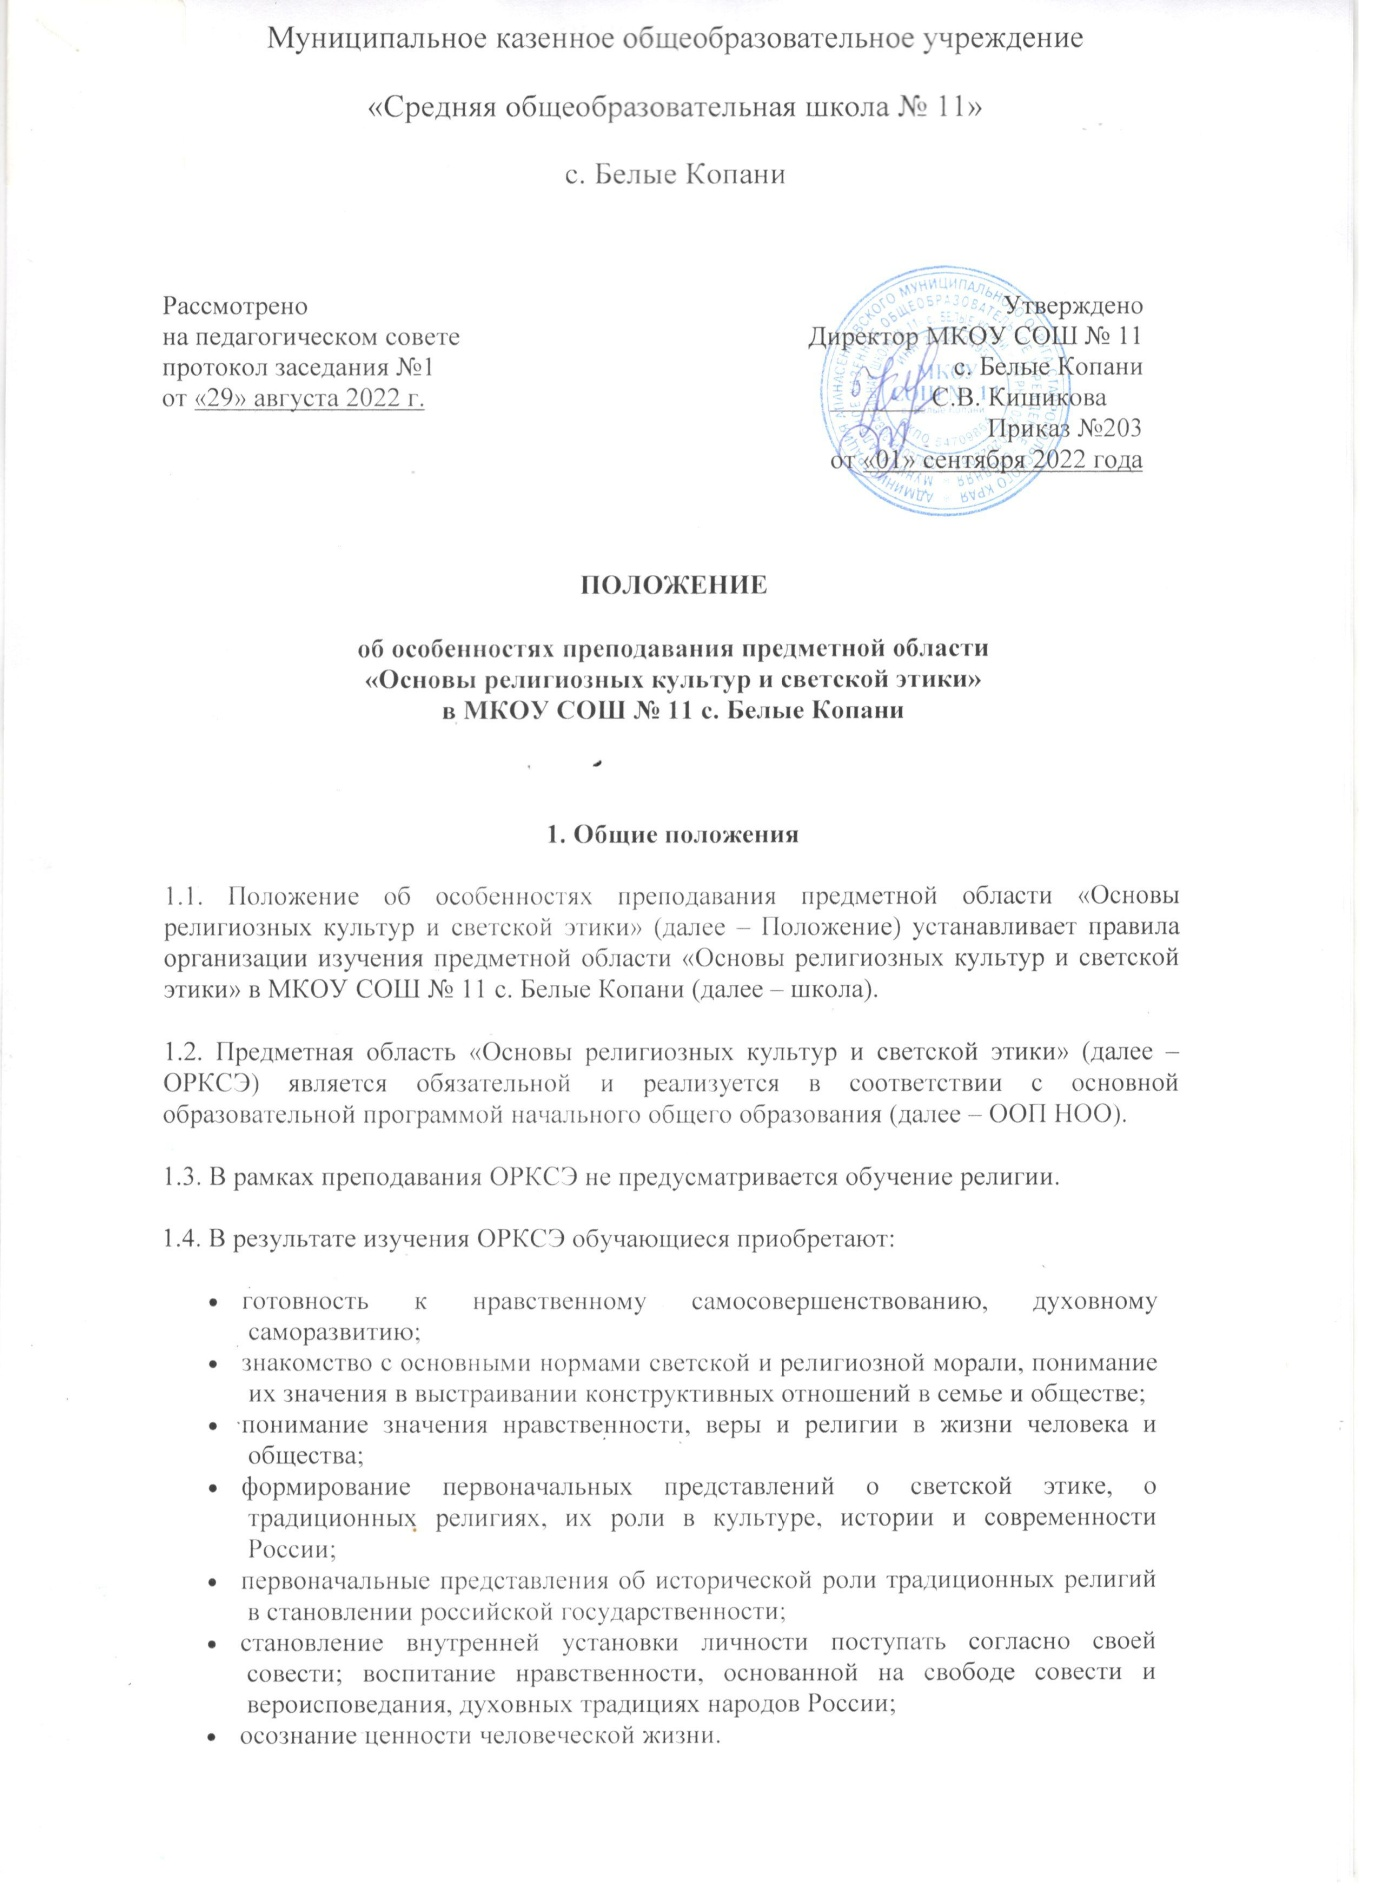 Муниципальное казенное общеобразовательное учреждение
«Средняя общеобразовательная школа № 11»
с. Белые Копани
Рассмотрено
на педагогическом совете
протокол заседания №1
от «29» августа 2022 г.
Утверждено
Директор МКОУ СОШ № 11
с. Белые Копани
С.В. Кишикова
Приказ №203
от «01» сентября 2022 года
ПОЛОЖЕНИЕ
об особенностях преподавания предметной области
«Основы религиозных культур и светской этики»
в МКОУ СОШ № 11 с. Белые Копани
1. Общие положения
1.1. Положение об особенностях преподавания предметной области «Основы
религиозных культур и светской этики» (далее – Положение) устанавливает правила
организации изучения предметной области «Основы религиозных культур и светской
этики» в МКОУ СОШ № 11 с. Белые Копани (далее – школа).
1.2. Предметная область «Основы религиозных культур и светской этики» (далее –
ОРКСЭ) является обязательной и реализуется в соответствии с основной
образовательной программой начального общего образования (далее – ООП НОО).
1.3. В рамках преподавания ОРКСЭ не предусматривается обучение религии.
1.4. В результате изучения ОРКСЭ обучающиеся приобретают:
• готовность к нравственному самосовершенствованию, духовному
саморазвитию;
• знакомство с основными нормами светской и религиозной морали, понимание
их значения в выстраивании конструктивных отношений в семье и обществе;
• понимание значения нравственности, веры и религии в жизни человека и
общества;
• формирование первоначальных представлений о светской этике, о
традиционных религиях, их роли в культуре, истории и современности
России;
• первоначальные представления об исторической роли традиционных религий
в становлении российской государственности;
• становление внутренней установки личности поступать согласно своей
совести; воспитание нравственности, основанной на свободе совести и
вероисповедания, духовных традициях народов России;
• осознание ценности человеческой жизни.